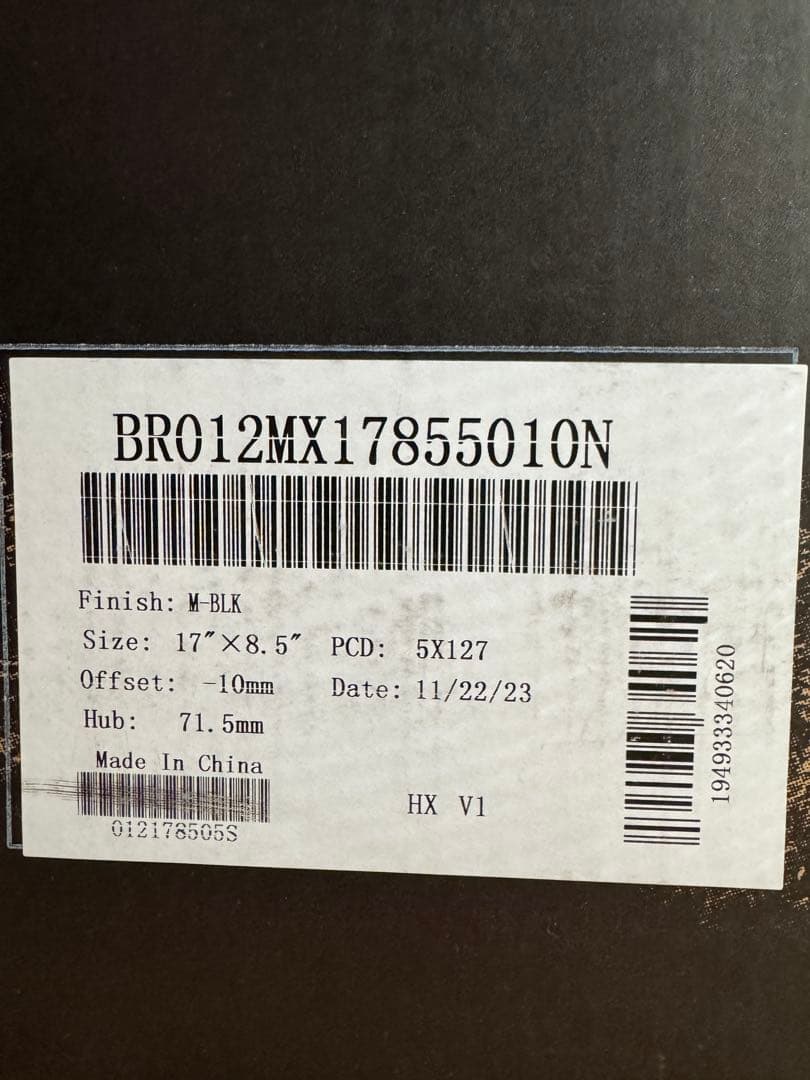 BR012MX17855010N
Finish: M-BLK
Size: 17"×8.5" PCD: 5X127
Offset: -10mm Date: 11/22/23
Hub: 71.5mm
Made In China
012178505S
HX V1
194933340620